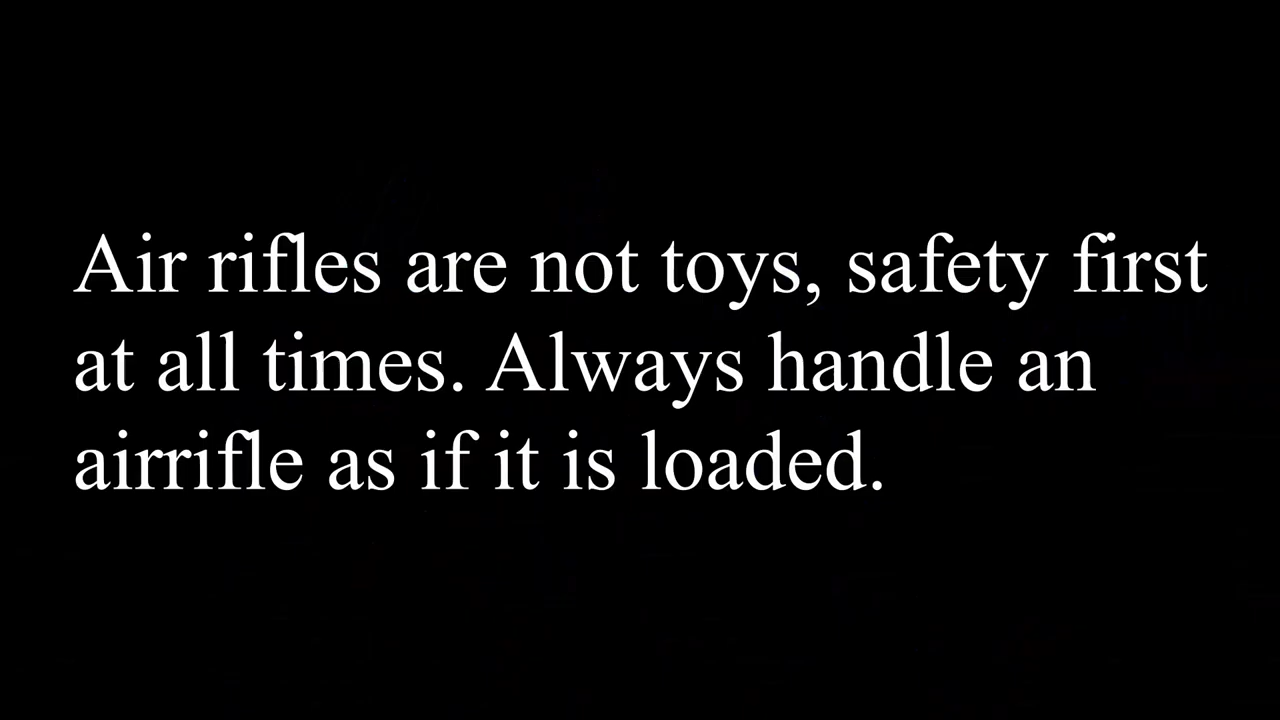 Air rifles are not toys, safety first
at all times. Always handle an
airrifle as if it is loaded.